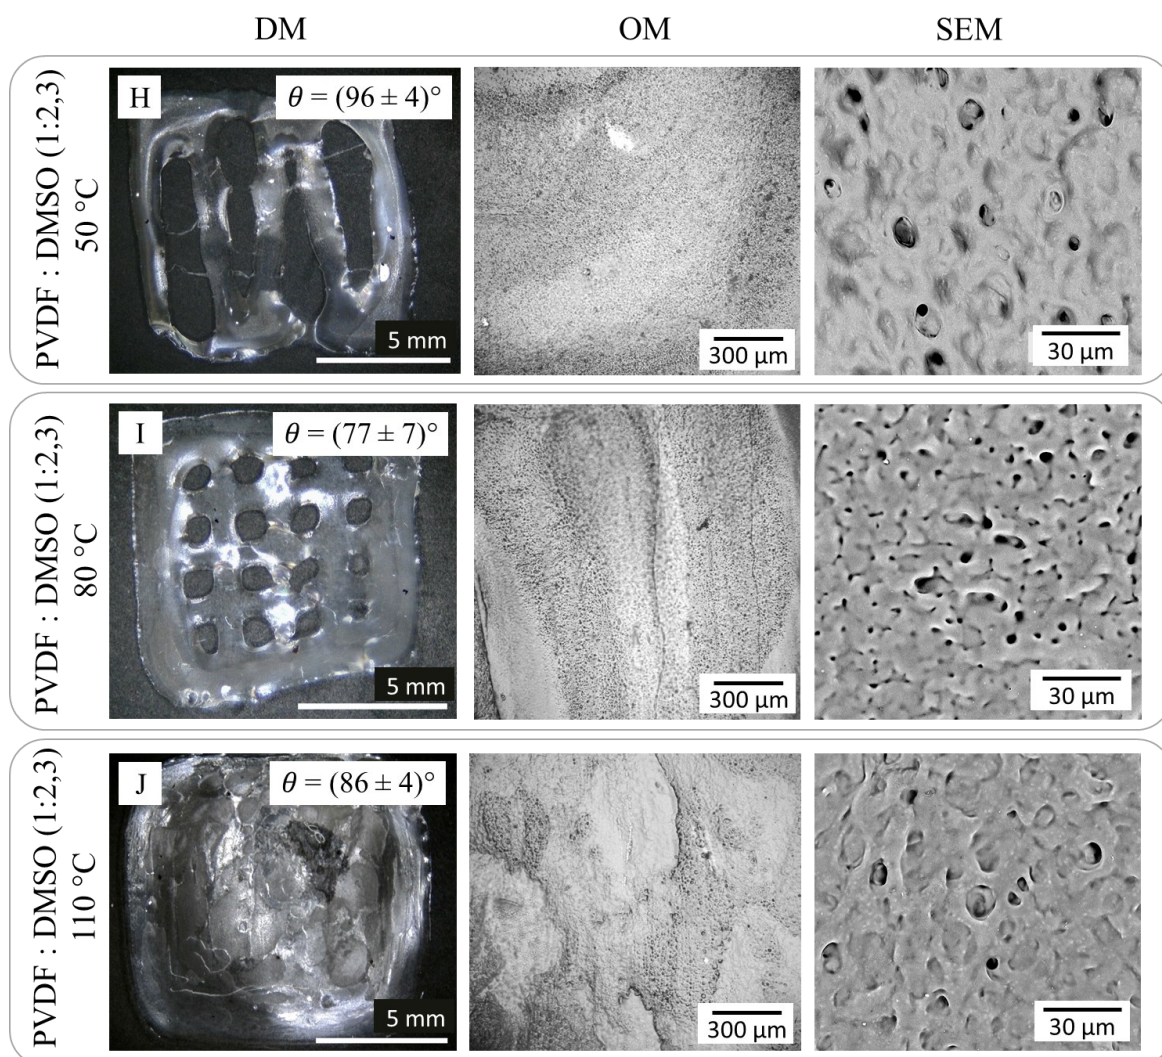 DM OM SEM
PVDF : DMSO (1:2,3)
50 °C
H
θ = (96 ± 4)°
5 mm
300 µm
30 µm
PVDF : DMSO (1:2,3)
80 °C
I
θ = (77 ± 7)°
5 mm
300 µm
30 µm
PVDF : DMSO (1:2,3)
110 °C
J
θ = (86 ± 4)°
5 mm
300 µm
30 µm